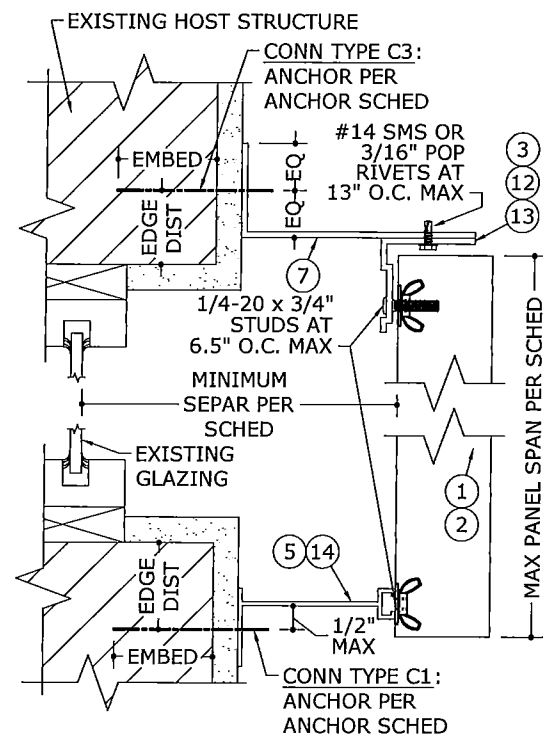 EXISTING HOST STRUCTURE
CONN TYPE C3:
ANCHOR PER
ANCHOR SCHED
#14 SMS OR
3/16" POP
RIVETS AT
13" O.C. MAX
3
12
13
EMBED
EDGE
DIST
EQ
EQ
7
1/4-20 x 3/4"
STUDS AT
6.5" O.C. MAX
MINIMUM
SEPAR PER
SCHED
EXISTING
GLAZING
MAX PANEL SPAN PER SCHED
1
2
5
14
EDGE
DIST
1/2"
MAX
EMBED
CONN TYPE C1:
ANCHOR PER
ANCHOR SCHED